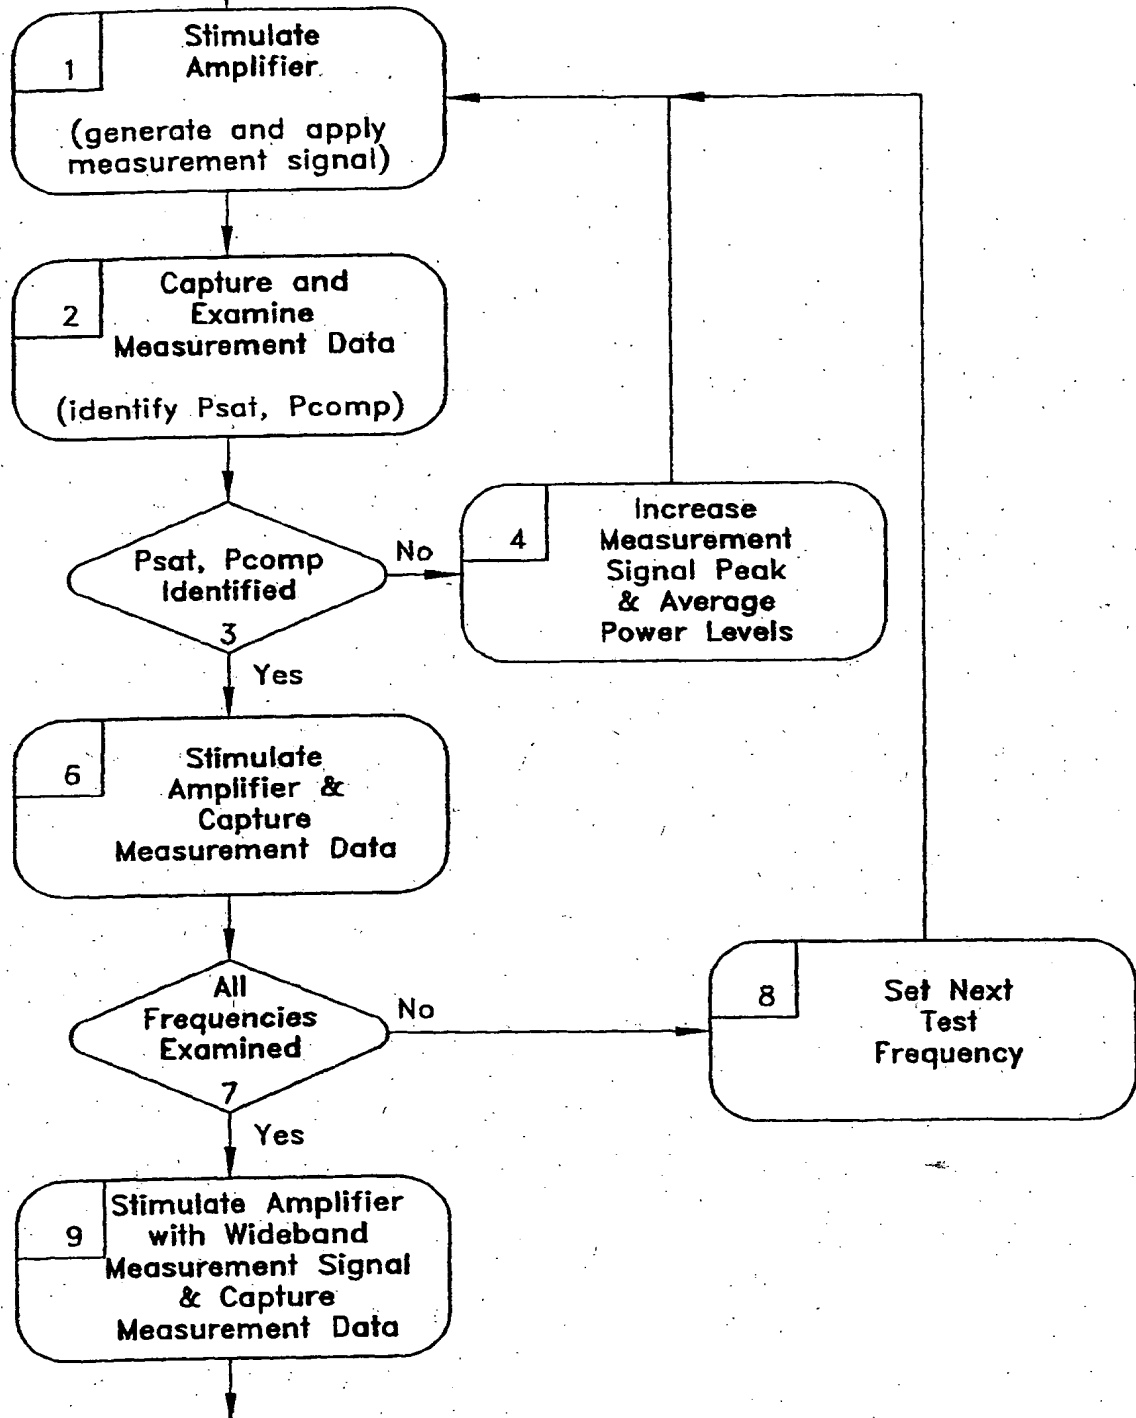 1
Stimulate
Amplifier
(generate and apply
measurement signal)
2
Capture and
Examine
Measurement Data
(identify Psat, Pcomp)
Psat, Pcomp
Identified
3
No
Yes
4
Increase
Measurement
Signal Peak
& Average
Power Levels
6
Stimulate
Amplifier &
Capture
Measurement Data
All
Frequencies
Examined
7
No
Yes
8
Set Next
Test
Frequency
9
Stimulate Amplifier
with Wideband
Measurement Signal
& Capture
Measurement Data